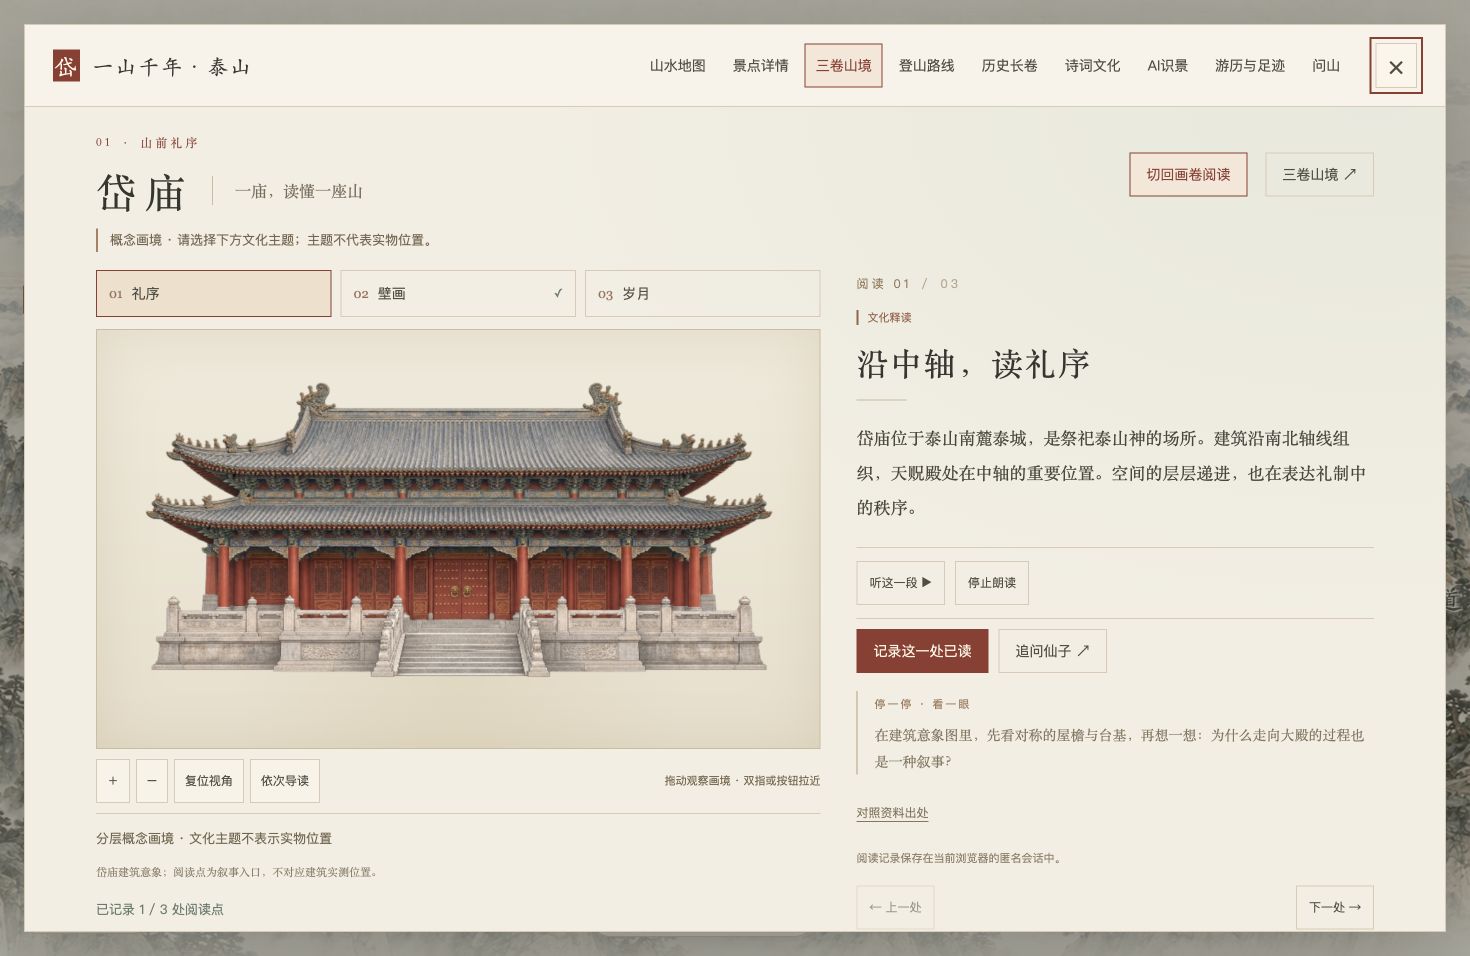 岱 一山千年·泰山
山水地图 景点详情 三卷山境 登山路线 历史长卷 诗词文化 AI识景 游历与足迹 问山 ×
01 · 山前礼序
岱庙 一庙，读懂一座山
切回画卷阅读 三卷山境 ↗
概念画境 · 请选择下方文化主题；主题不代表实物位置。
01 礼序 02 壁画 ✓ 03 岁月
+ − 复位视角 依次导读 拖动观察画境 · 双指或按钮拉近
分层概念画境 · 文化主题不表示实物位置
岱庙建筑意象；阅读点为叙事入口，不对应建筑实测位置。
已记录 1 / 3 处阅读点
阅读 01 / 03
文化释读
沿中轴，读礼序
岱庙位于泰山南麓泰城，是祭祀泰山神的场所。建筑沿南北轴线组
织，天贶殿处在中轴的重要位置。空间的层层递进，也在表达礼制中
的秩序。
听这一段 ▶ 停止朗读
记录这一处已读 追问仙子 ↗
停一停 · 看一眼
在建筑意象图里，先看对称的屋檐与台基，再想一想：为什么走向大殿的过程也
是一种叙事？
对照资料出处
阅读记录保存在当前浏览器的匿名会话中。
← 上一处 下一处 →